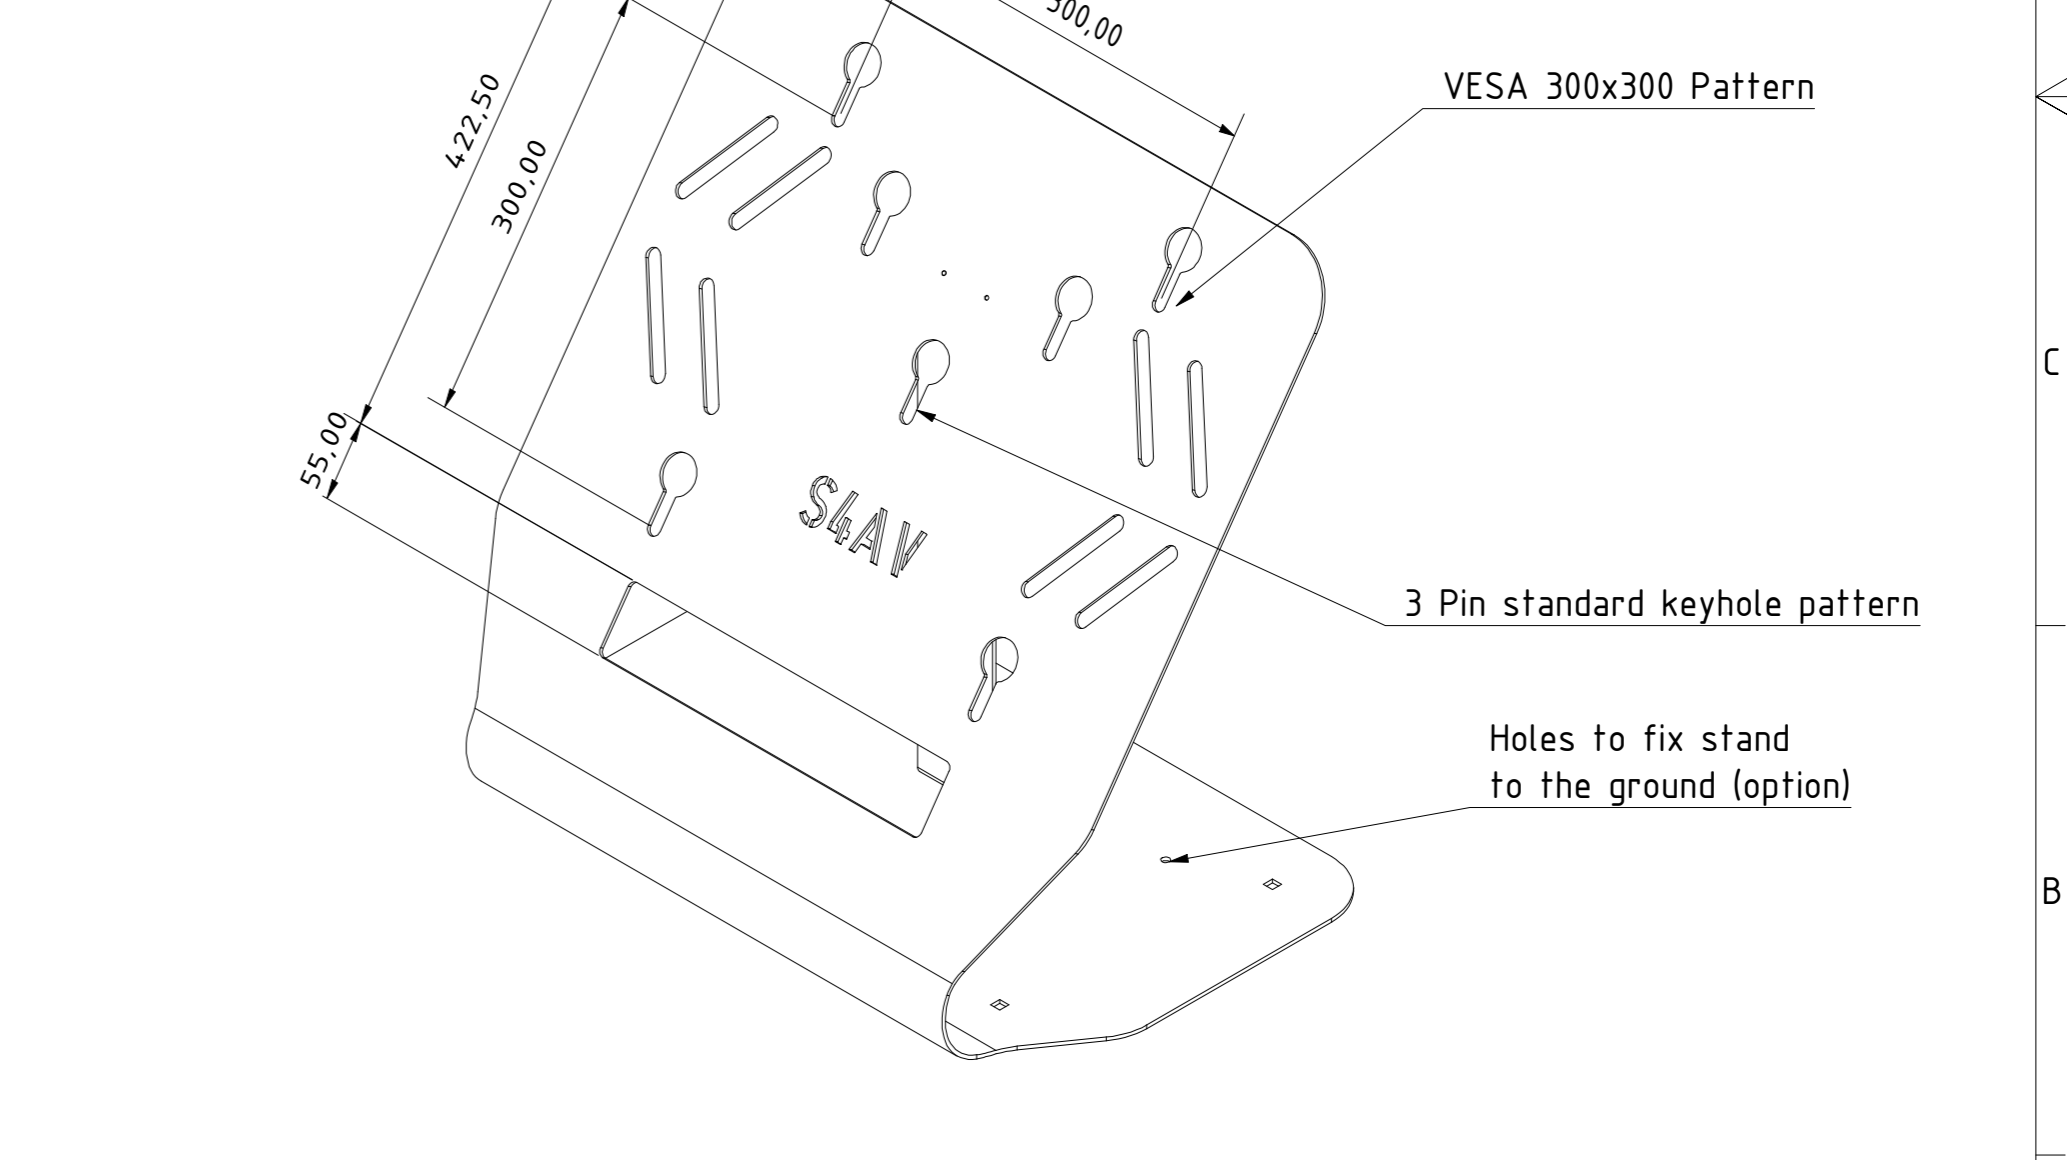 300,00
VESA 300x300 Pattern
422,50
300,00
C
55,00
S4AV
3 Pin standard keyhole pattern
Holes to fix stand
to the ground (option)
B